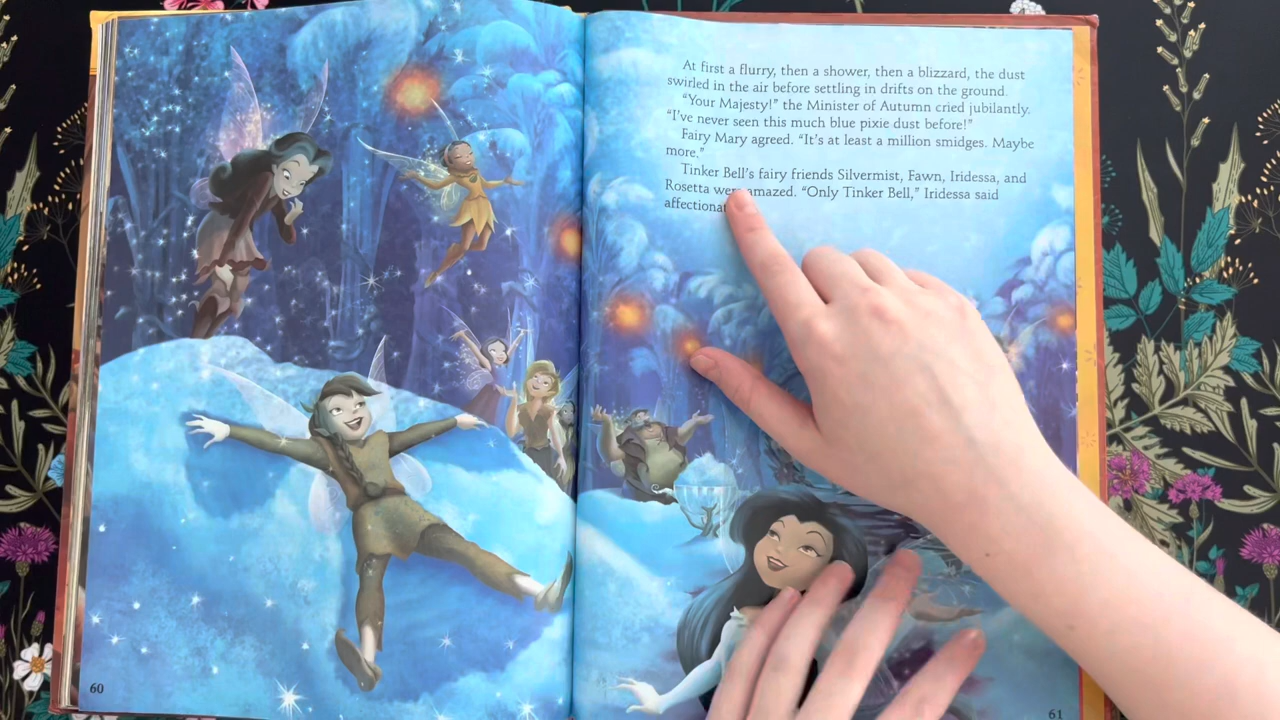 At first a flurry, then a shower, then a blizzard, the dust
swirled in the air before settling in drifts on the ground.
“Your Majesty!” the Minister of Autumn cried jubilantly.
“I’ve never seen this much blue pixie dust before!”
Fairy Mary agreed. “It’s at least a million smidges. Maybe
more.”
Tinker Bell’s fairy friends Silvermist, Fawn, Iridessa, and
Rosetta were amazed. “Only Tinker Bell,” Iridessa said
60
61